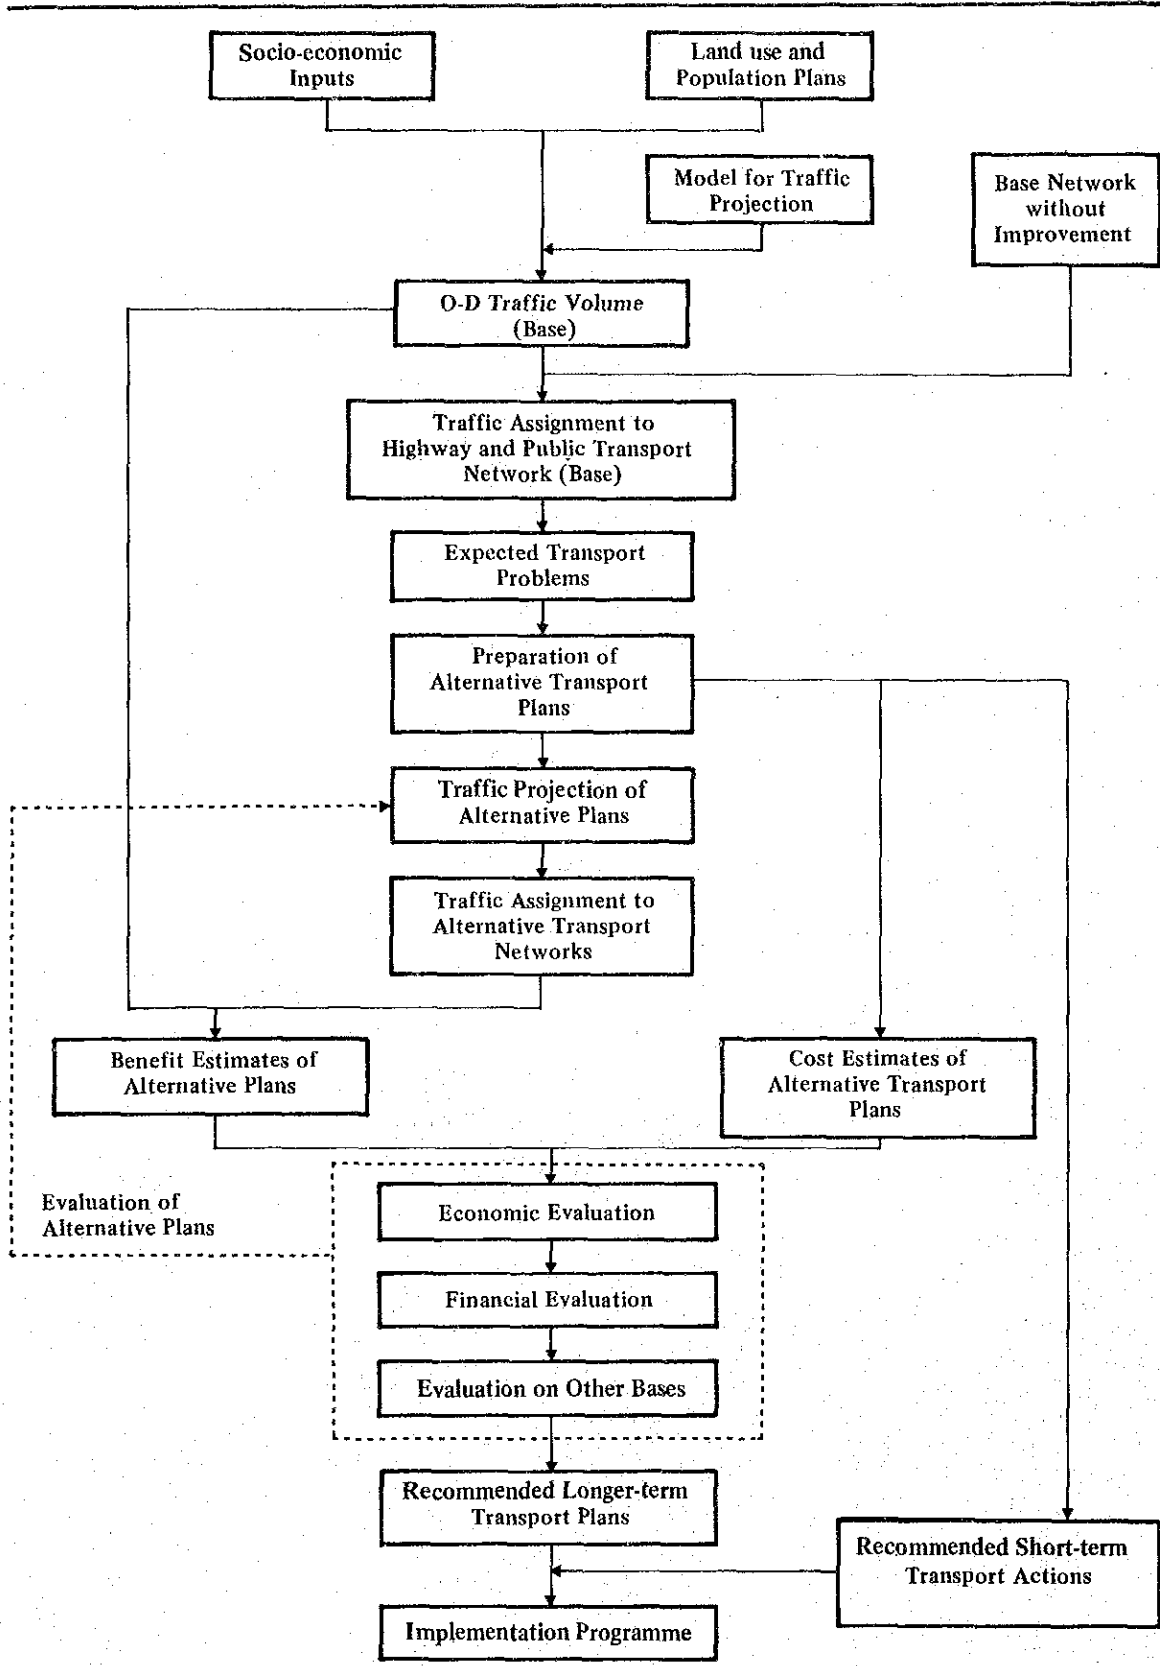 Socio-economic
Inputs
Land use and
Population Plans
Model for Traffic
Projection
Base Network
without
Improvement
O-D Traffic Volume
(Base)
Traffic Assignment to
Highway and Public Transport
Network (Base)
Expected Transport
Problems
Preparation of
Alternative Transport
Plans
Traffic Projection of
Alternative Plans
Traffic Assignment to
Alternative Transport
Networks
Benefit Estimates of
Alternative Plans
Cost Estimates of
Alternative Transport
Plans
Evaluation of
Alternative Plans
Economic Evaluation
Financial Evaluation
Evaluation on Other Bases
Recommended Longer-term
Transport Plans
Recommended Short-term
Transport Actions
Implementation Programme